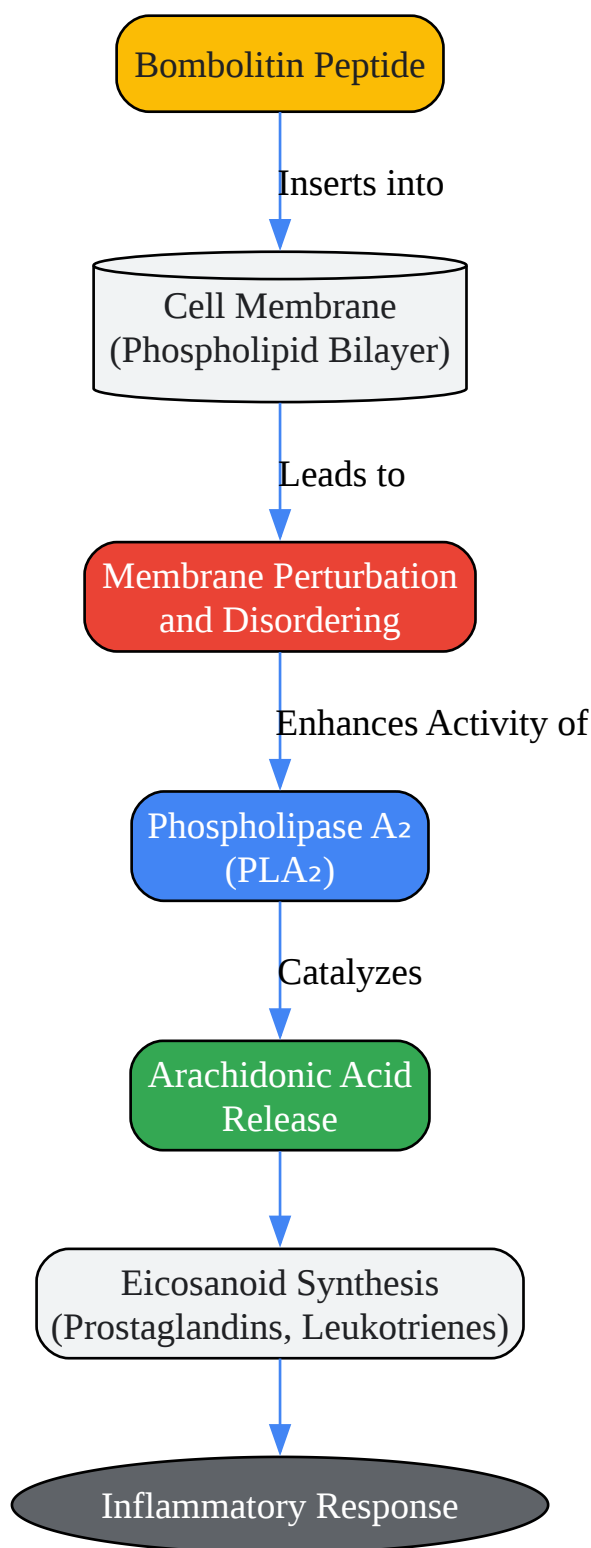 Bombolitin Peptide
Inserts into
Cell Membrane
(Phospholipid Bilayer)
Leads to
Membrane Perturbation
and Disordering
Enhances Activity of
Phospholipase A₂
(PLA₂)
Catalyzes
Arachidonic Acid
Release
Eicosanoid Synthesis
(Prostaglandins, Leukotrienes)
Inflammatory Response